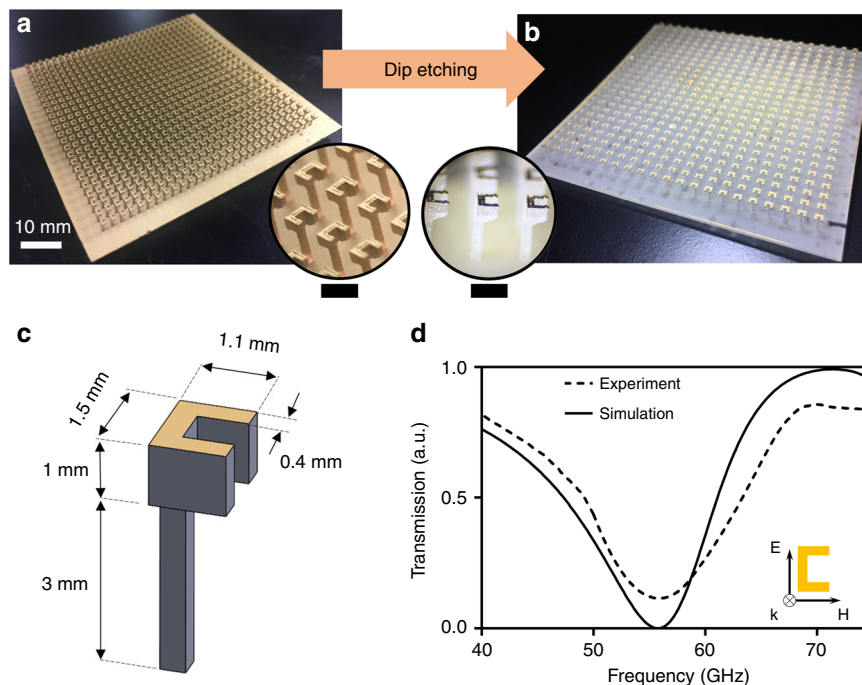 a
Dip etching
b
10 mm
c
1.1 mm
1.5 mm
0.4 mm
1 mm
3 mm
d
1.0
Experiment
Simulation
Transmission (a.u.)
0.5
E
k
H
0.0
40
50
60
70
Frequency (GHz)